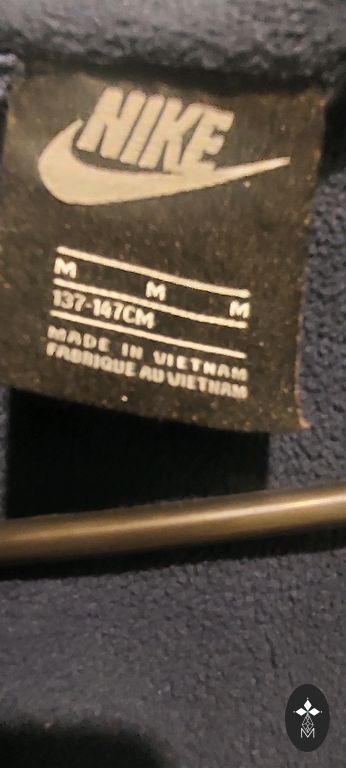 NIKE
M M M
137-147CM
MADE IN VIETNAM
FABRIQUE AU VIETNAM
M